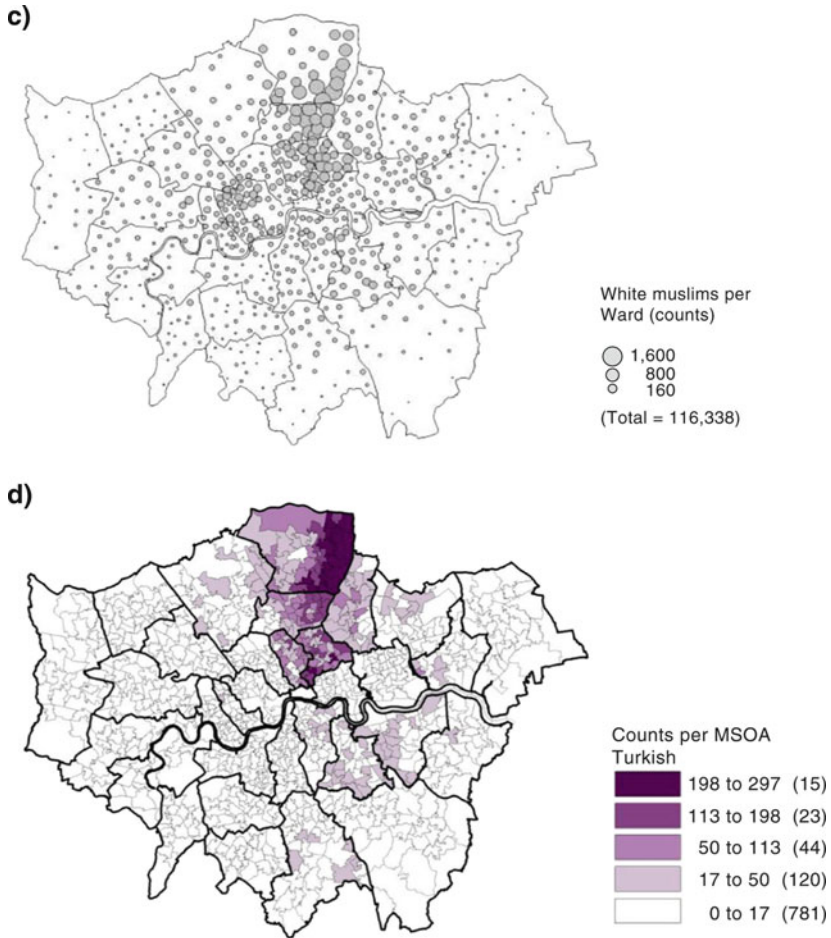 c)
White muslims per
Ward (counts)
1,600
800
160
(Total = 116,338)
d)
Counts per MSOA
Turkish
198 to 297 (15)
113 to 198 (23)
50 to 113 (44)
17 to 50 (120)
0 to 17 (781)